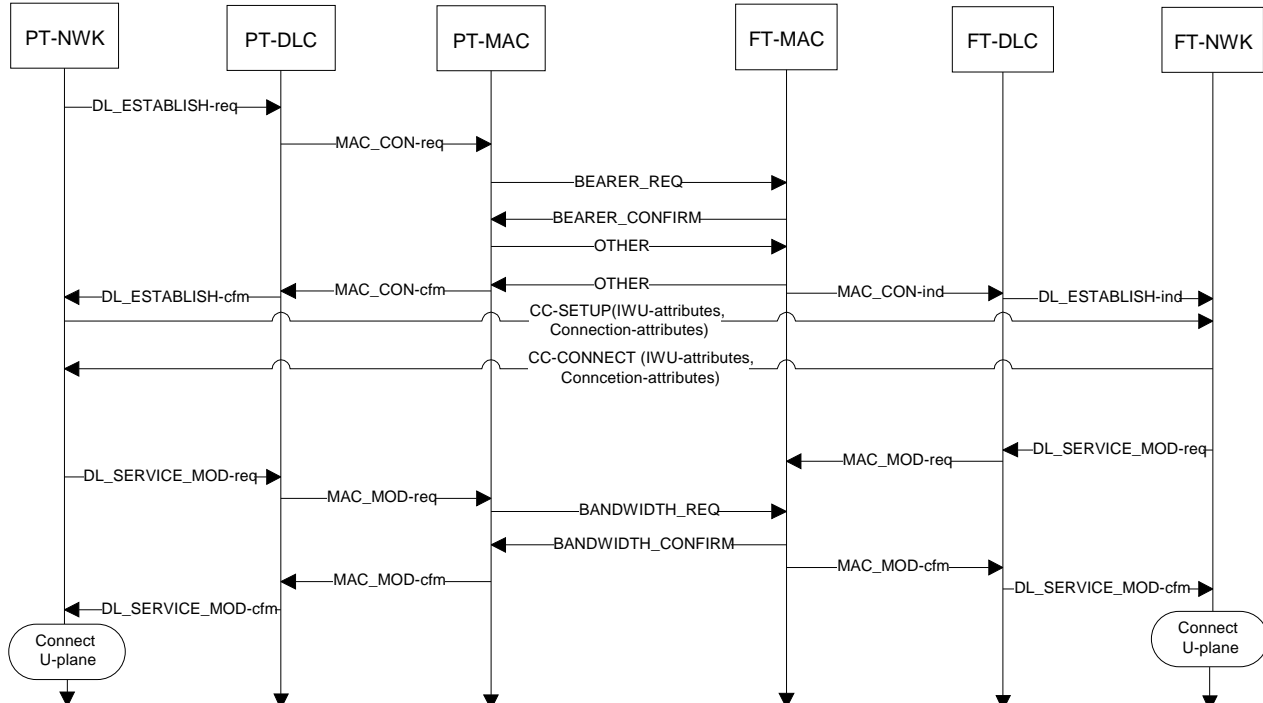 PT-NWK
PT-DLC
PT-MAC
FT-MAC
FT-DLC
FT-NWK
DL_ESTABLISH-req
MAC_CON-req
BEARER_REQ
BEARER_CONFIRM
OTHER
OTHER
MAC_CON-cfm
DL_ESTABLISH-cfm
MAC_CON-ind
DL_ESTABLISH-ind
CC-SETUP(IWU-attributes,
Connection-attributes)
CC-CONNECT (IWU-attributes,
Conncetion-attributes)
DL_SERVICE_MOD-req
MAC_MOD-req
DL_SERVICE_MOD-req
MAC_MOD-req
BANDWIDTH_REQ
BANDWIDTH_CONFIRM
MAC_MOD-cfm
MAC_MOD-cfm
DL_SERVICE_MOD-cfm
DL_SERVICE_MOD-cfm
Connect
U-plane
Connect
U-plane